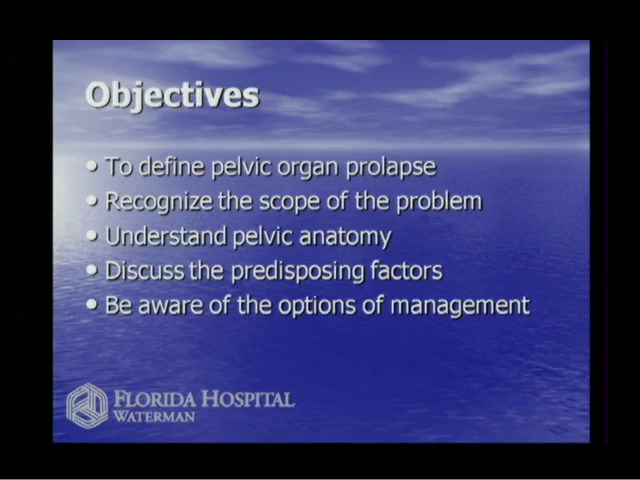 Objectives
• To define pelvic organ prolapse
• Recognize the scope of the problem
• Understand pelvic anatomy
• Discuss the predisposing factors
• Be aware of the options of management
FLORIDA HOSPITAL
WATERMAN